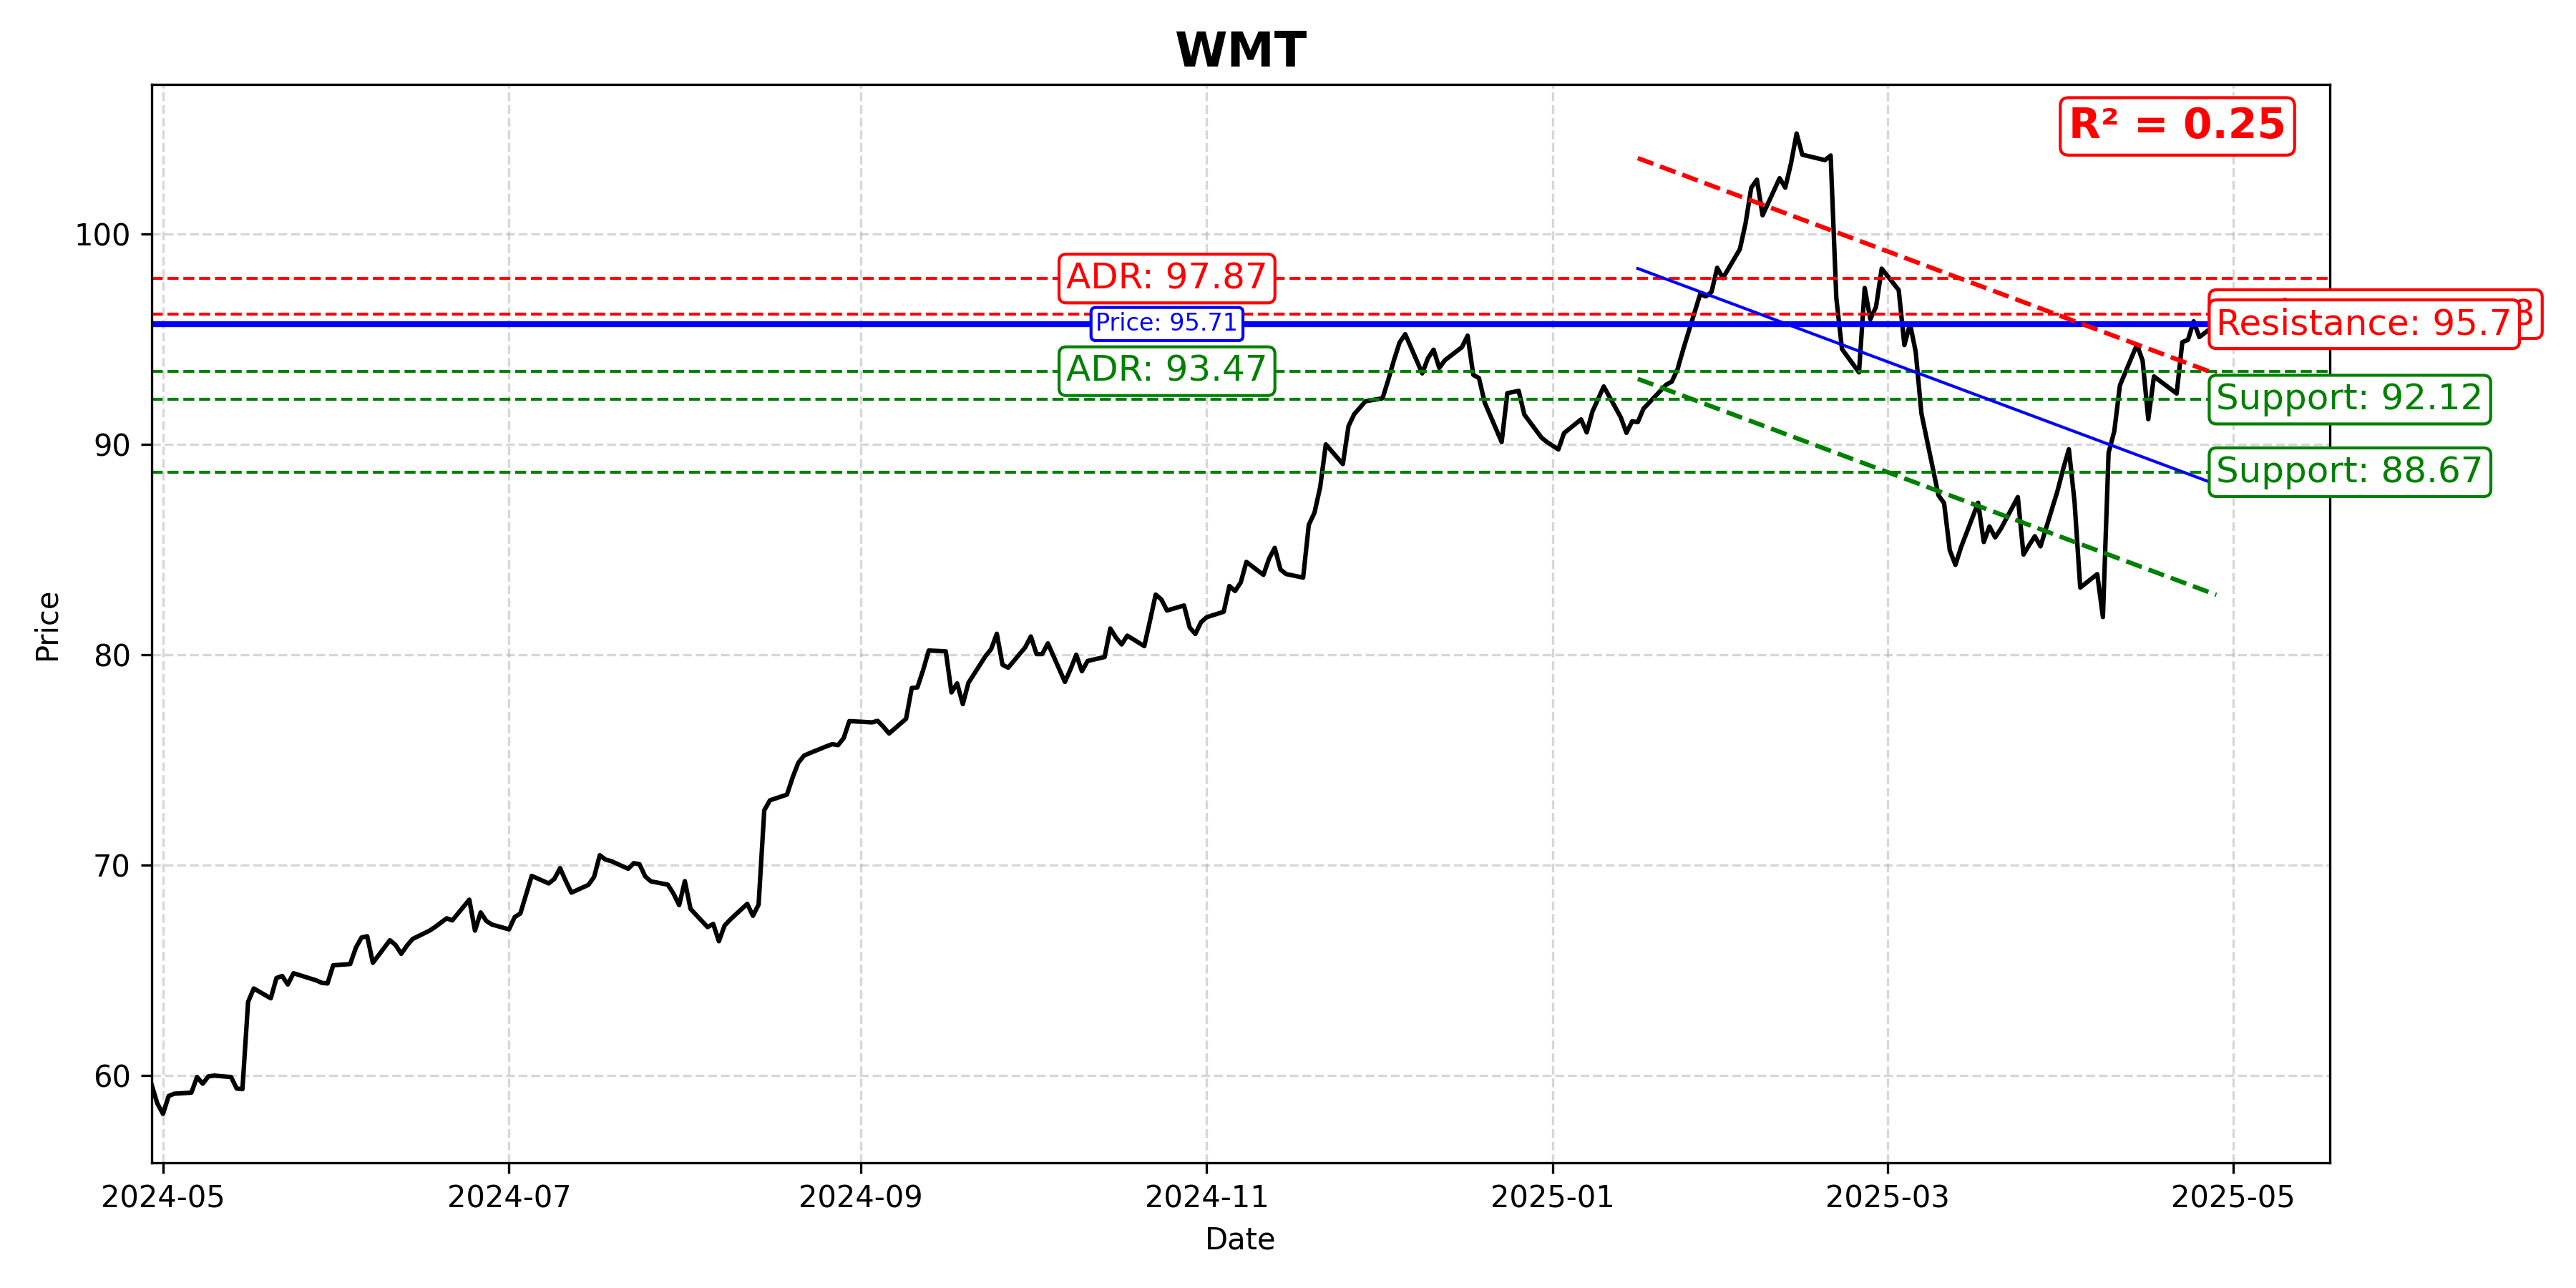 WMT
R² = 0.25
100
90
80
70
60
Price
ADR: 97.87
Price: 95.71
ADR: 93.47
Resistance: 95.7
Support: 92.12
Support: 88.67
2024-05
2024-07
2024-09
2024-11
2025-01
2025-03
2025-05
Date